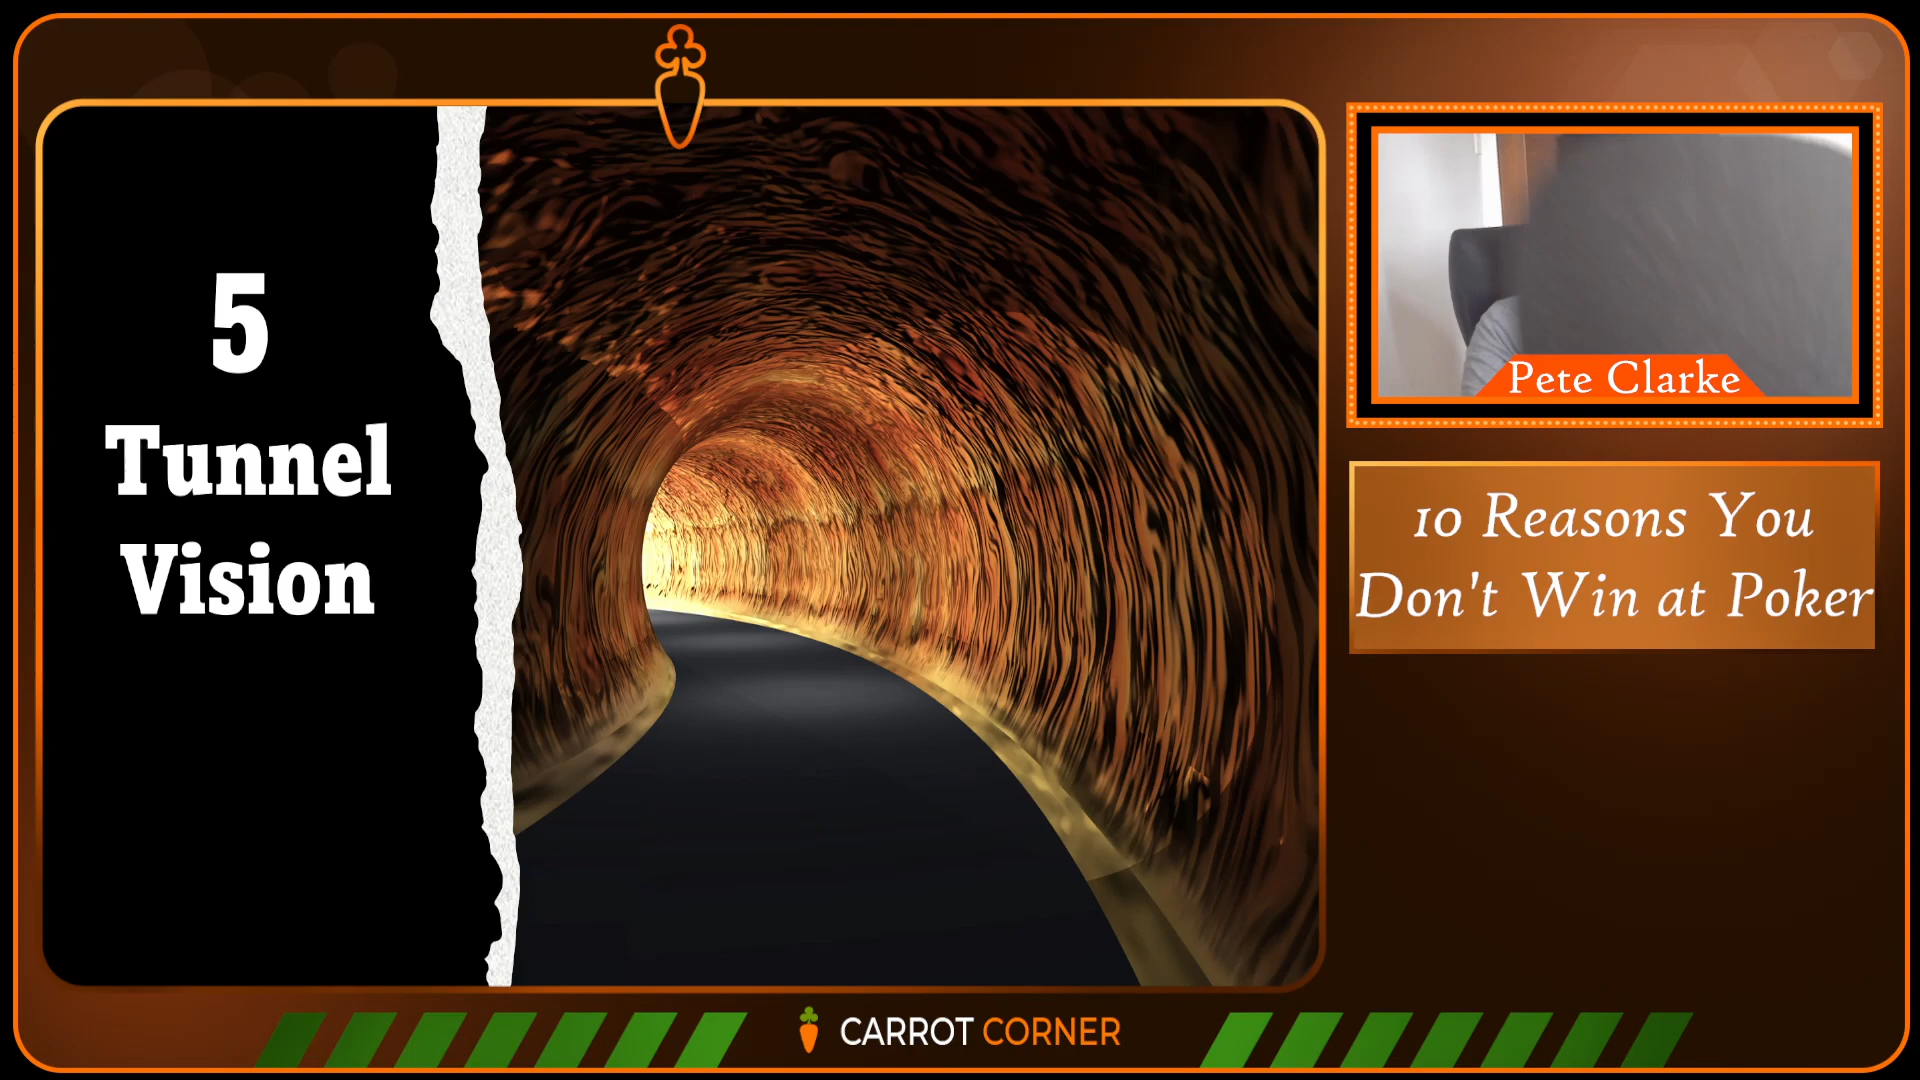 5
Tunnel
Vision
Pete Clarke
10 Reasons You
Don't Win at Poker
CARROT CORNER